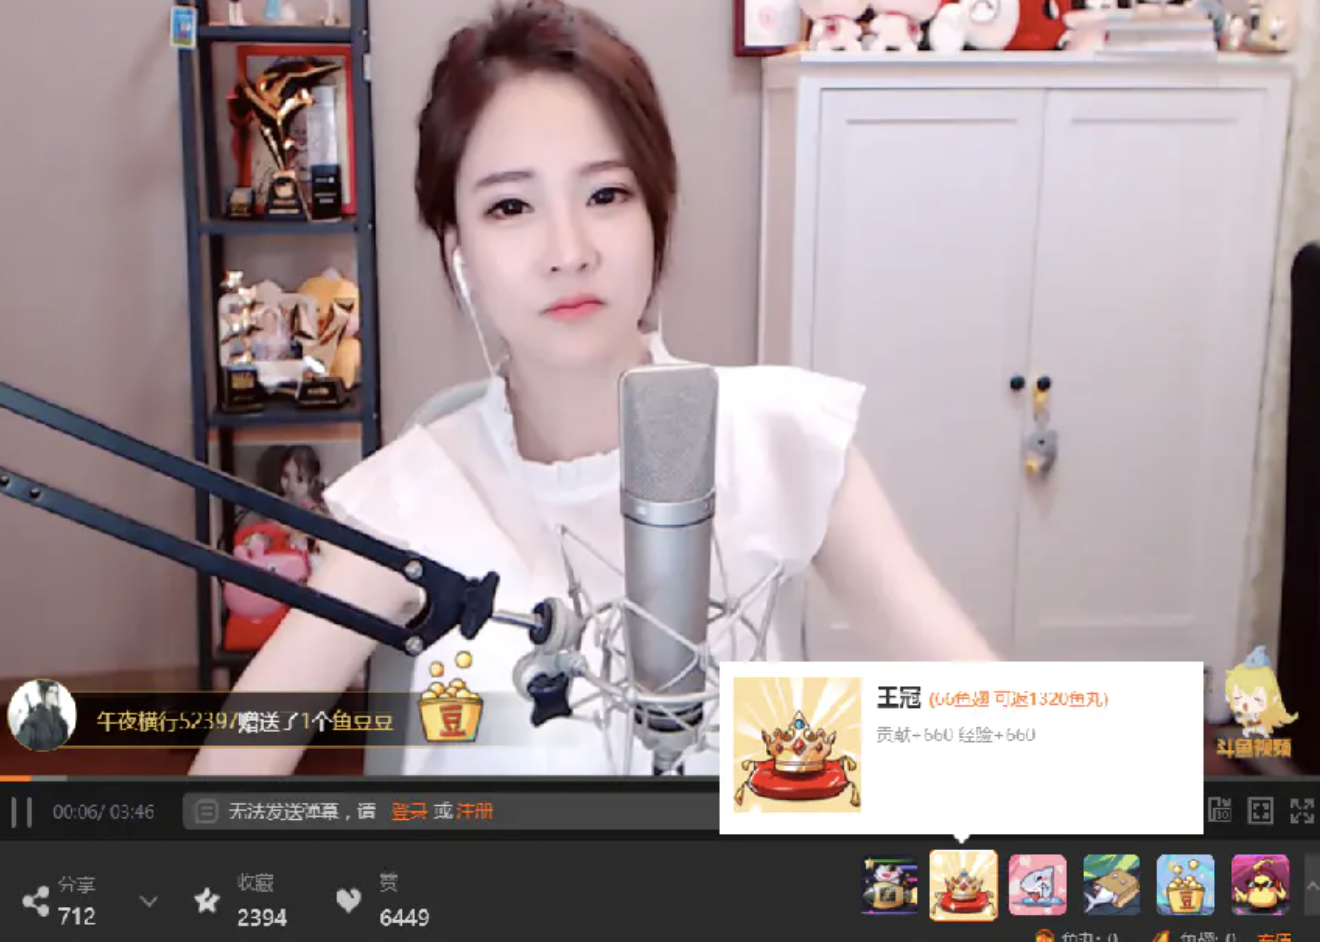 午夜横行52397赠送了1个鱼豆豆
王冠 (66鱼翅 可返1320鱼丸)
贡献+660 经验+660
斗鱼视频
00:06/ 03:46
无法发送弹幕，请 登录 或 注册
分享
712
收藏
2394
赞
6449